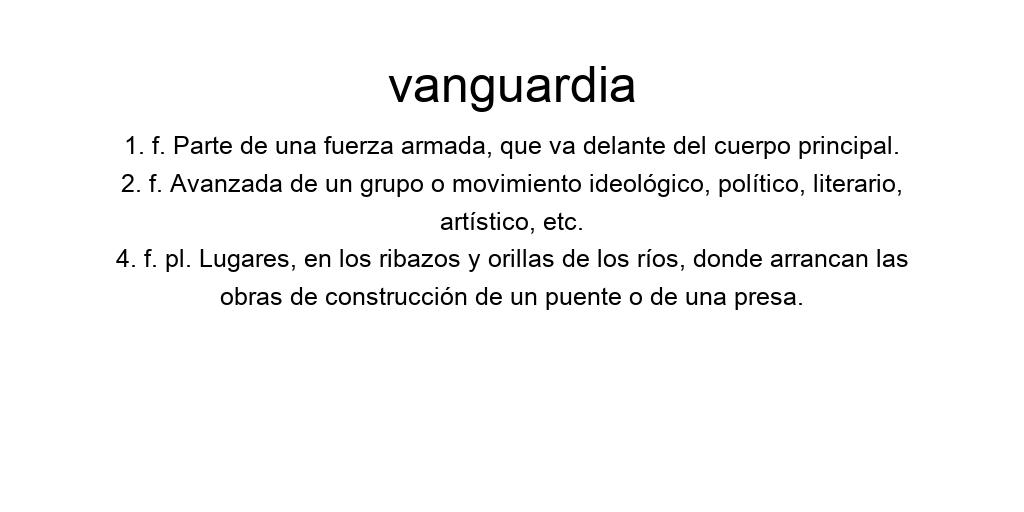 vanguardia
1. f. Parte de una fuerza armada, que va delante del cuerpo principal.
2. f. Avanzada de un grupo o movimiento ideológico, político, literario,
artístico, etc.
4. f. pl. Lugares, en los ribazos y orillas de los ríos, donde arrancan las
obras de construcción de un puente o de una presa.